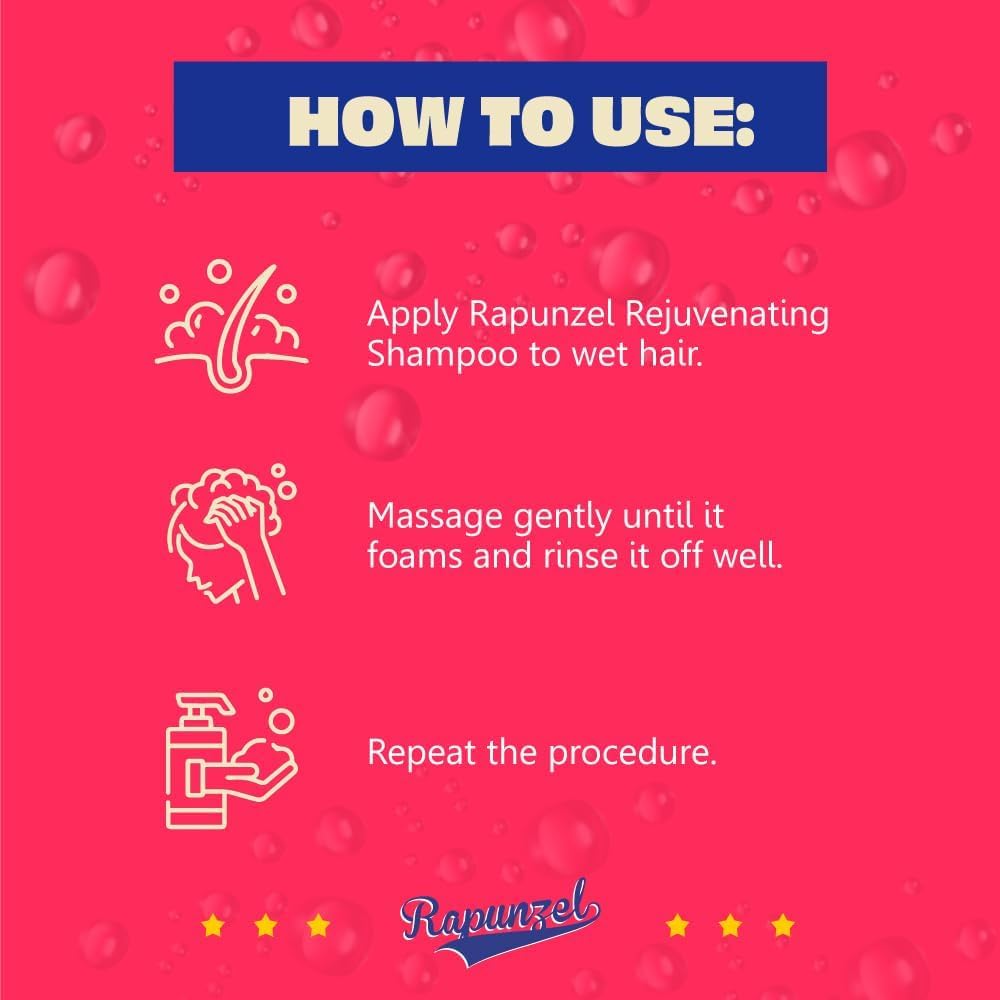 HOW TO USE:
Apply Rapunzel Rejuvenating
Shampoo to wet hair.
Massage gently until it
foams and rinse it off well.
Repeat the procedure.
Rapunzel